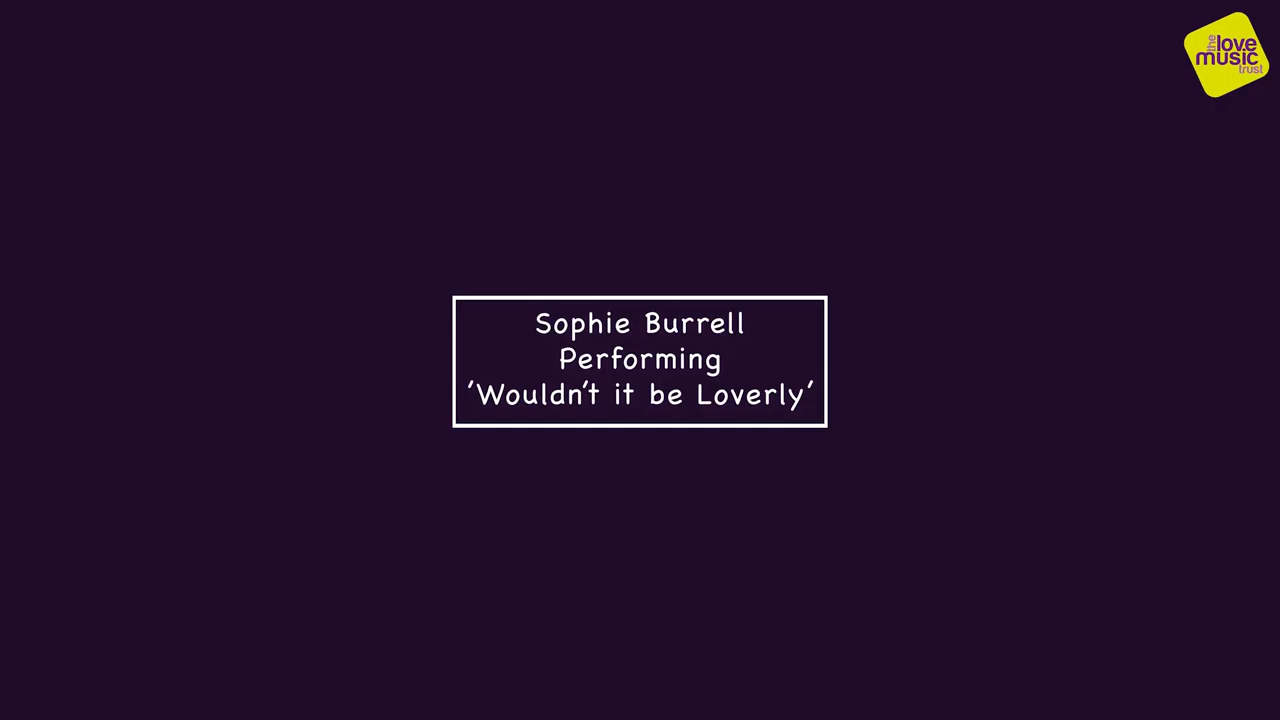 the love
music
trust
Sophie Burrell
Performing
‘Wouldn’t it be Loverly’